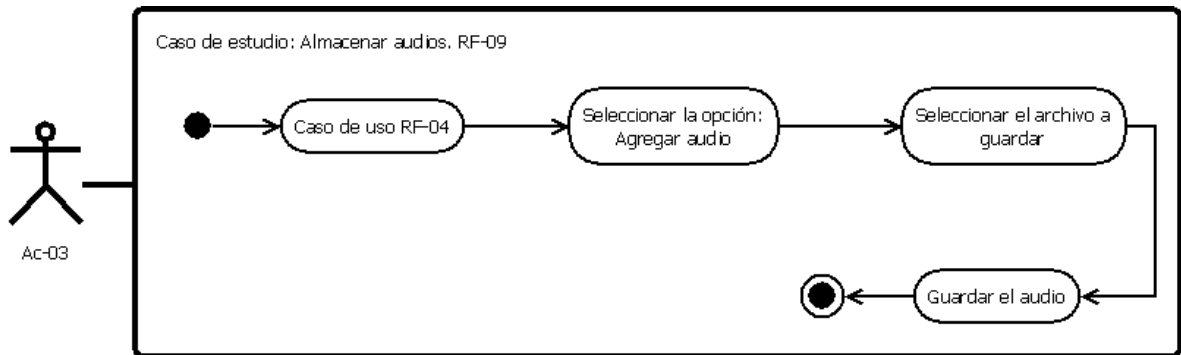 Caso de estudio: Almacenar audios. RF-09
Caso de uso RF-04
Seleccionar la opción:
Agregar audio
Seleccionar el archivo a
guardar
Ac-03
Guardar el audio